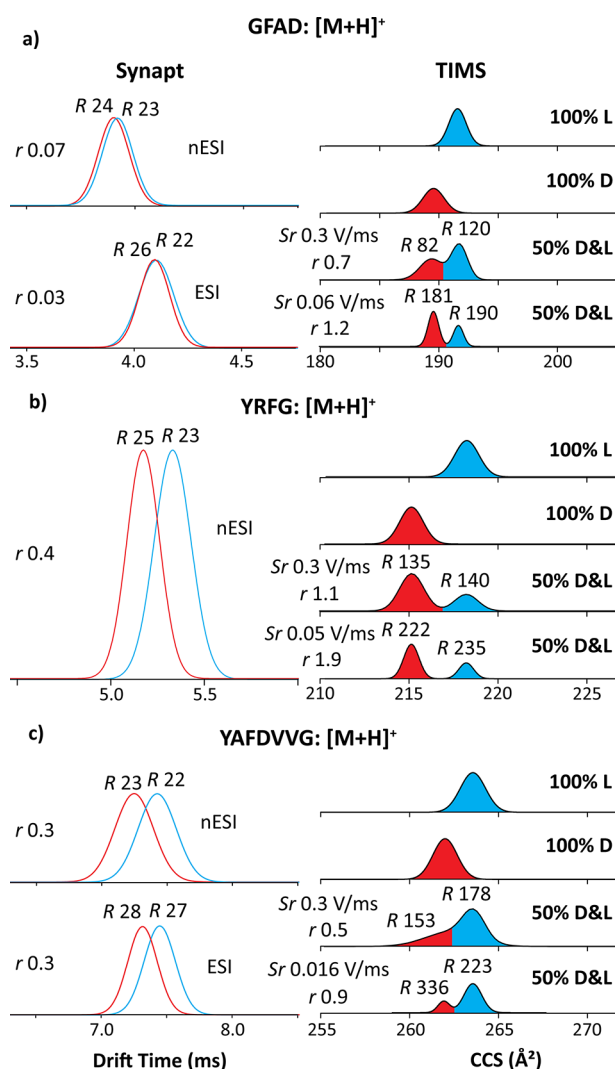 a)
GFAD: [M+H]⁺
Synapt
TIMS
R 24
R 23
r 0.07
nESI
100% L
100% D
R 26
R 22
r 0.03
ESI
Sr 0.3 V/ms
r 0.7
R 82
R 120
50% D&L
Sr 0.06 V/ms
r 1.2
R 181
R 190
50% D&L
3.5 4.0 4.5
180 190 200
b)
YRFG: [M+H]⁺
R 25
R 23
r 0.4
nESI
100% L
100% D
Sr 0.3 V/ms
r 1.1
R 135
R 140
50% D&L
Sr 0.05 V/ms
r 1.9
R 222
R 235
50% D&L
5.0 5.5
210 215 220 225
c)
YAFDVVG: [M+H]⁺
R 23
R 22
r 0.3
nESI
100% L
100% D
R 28
R 27
r 0.3
ESI
Sr 0.3 V/ms
r 0.5
R 153
R 178
50% D&L
Sr 0.016 V/ms
r 0.9
R 336
R 223
50% D&L
7.0 8.0
255 260 265 270
Drift Time (ms)
CCS (Å²)